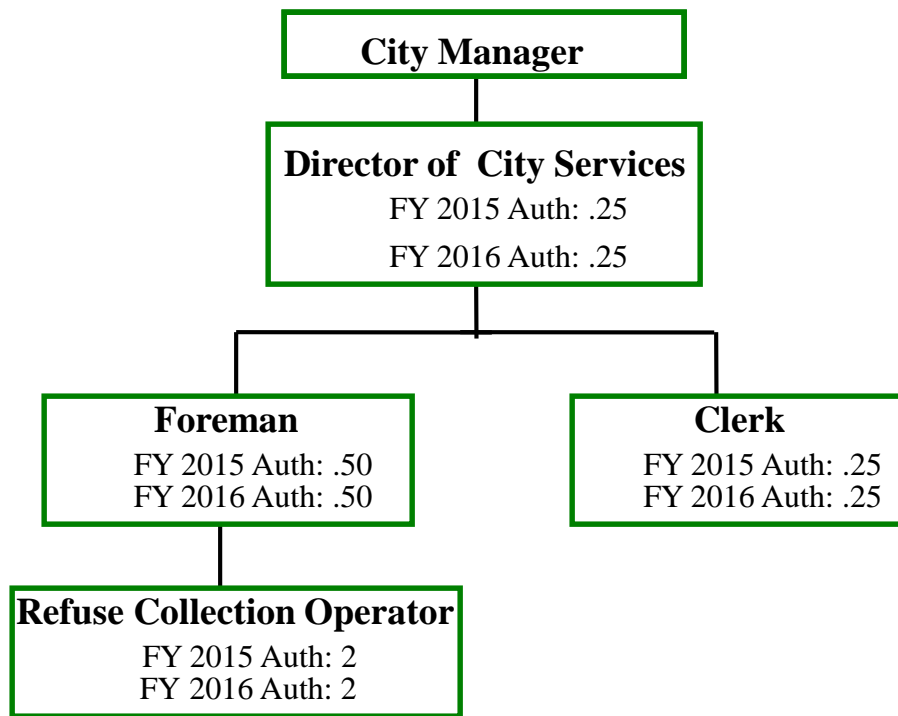 City Manager
Director of City Services
FY 2015 Auth: .25
FY 2016 Auth: .25
Foreman
FY 2015 Auth: .50
FY 2016 Auth: .50
Clerk
FY 2015 Auth: .25
FY 2016 Auth: .25
Refuse Collection Operator
FY 2015 Auth: 2
FY 2016 Auth: 2